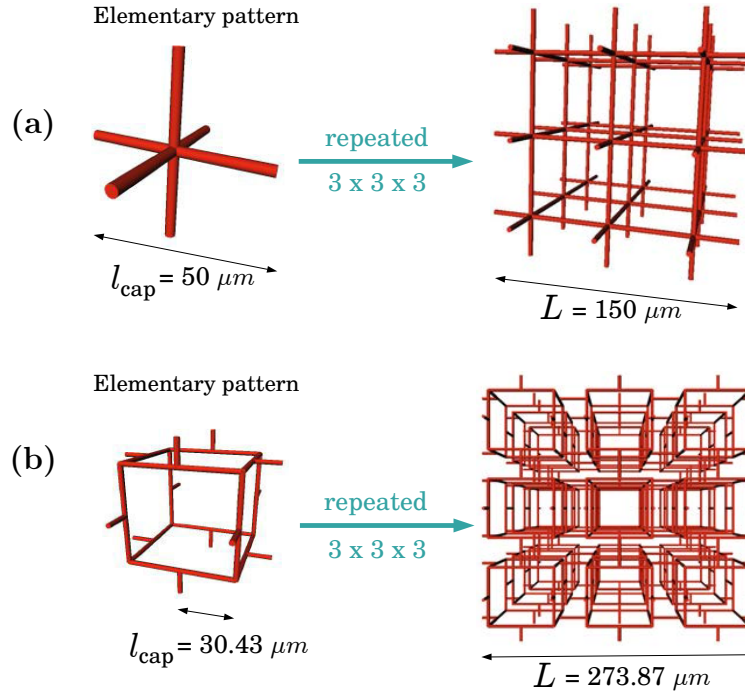 Elementary pattern
(a)
repeated
3 x 3 x 3
l_cap = 50 μm
L = 150 μm
Elementary pattern
(b)
repeated
3 x 3 x 3
l_cap = 30.43 μm
L = 273.87 μm